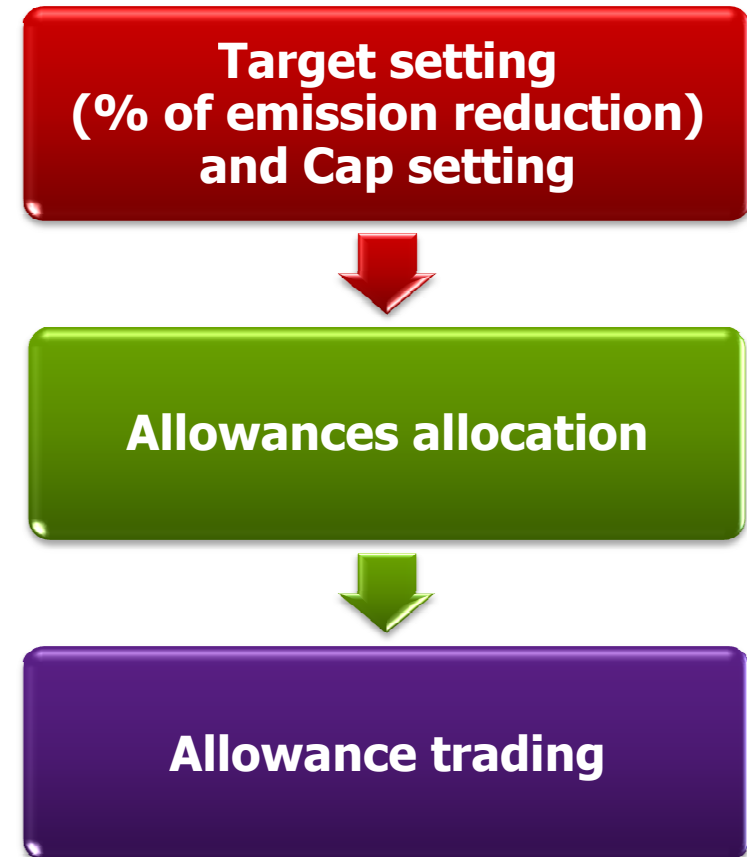 Target setting
(% of emission reduction)
and Cap setting
Allowances allocation
Allowance trading